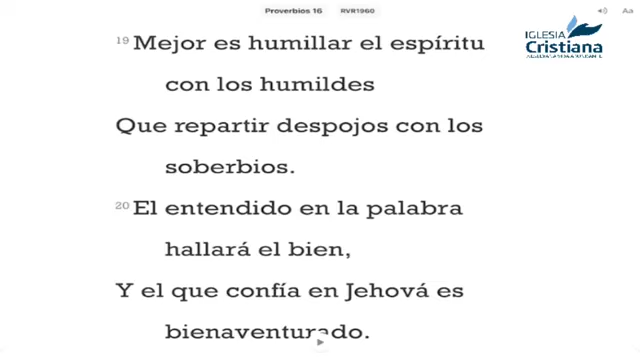 Proverbios 16 RVR1960
Aa
IGLESIA
Cristiana
19 Mejor es humillar el espíritu
con los humildes
Que repartir despojos con los
soberbios.
20 El entendido en la palabra
hallará el bien,
Y el que confía en Jehová es
bienaventurado.